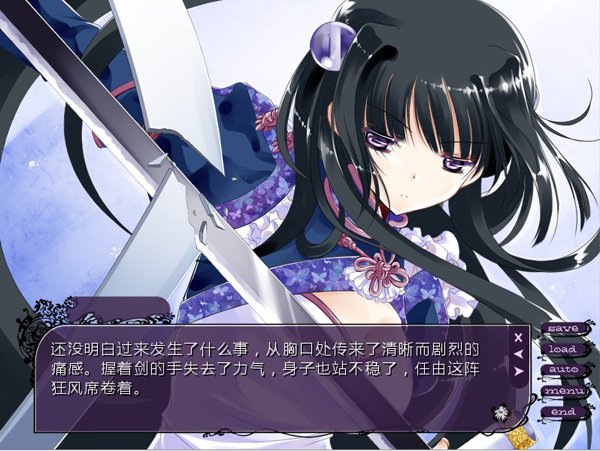 还没明白过来发生了什么事，从胸口处传来了清晰而剧烈的
痛感。握着剑的手失去了力气，身子也站不稳了，任由这阵
狂风席卷着。
save
load
auto
menu
end